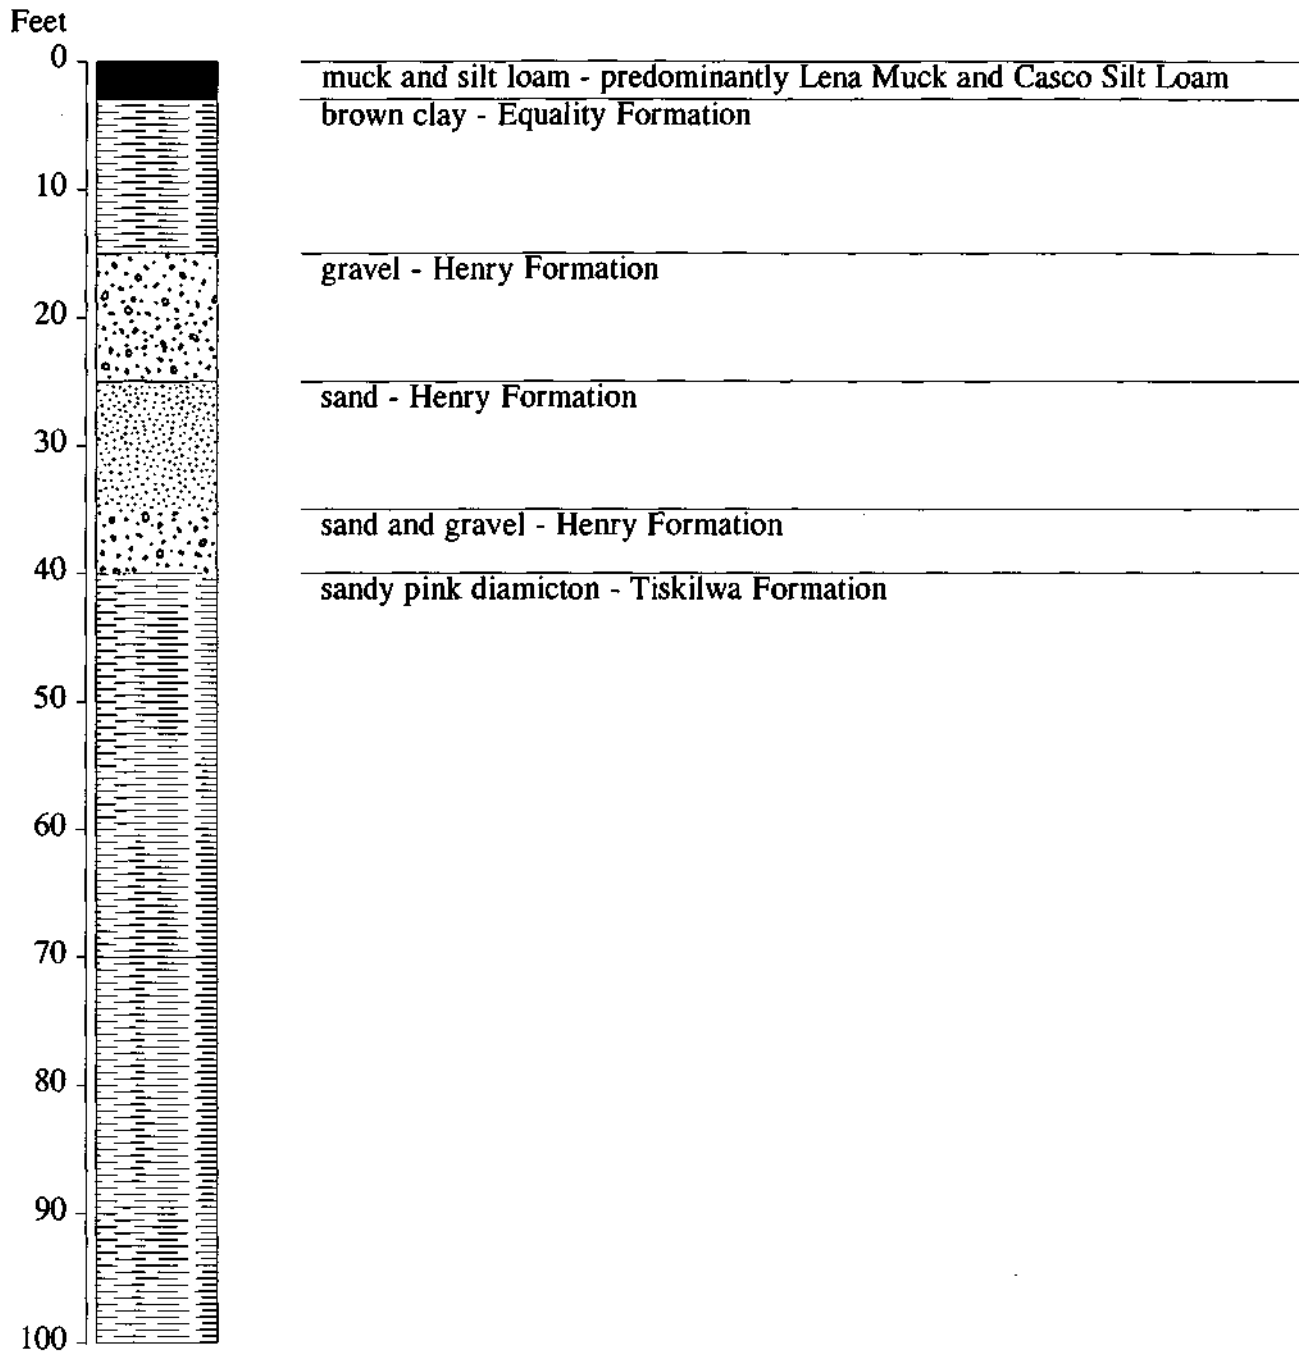 Feet
0
muck and silt loam - predominantly Lena Muck and Casco Silt Loam
brown clay - Equality Formation
10
gravel - Henry Formation
20
sand - Henry Formation
30
sand and gravel - Henry Formation
40
sandy pink diamicton - Tiskilwa Formation
50
60
70
80
90
100